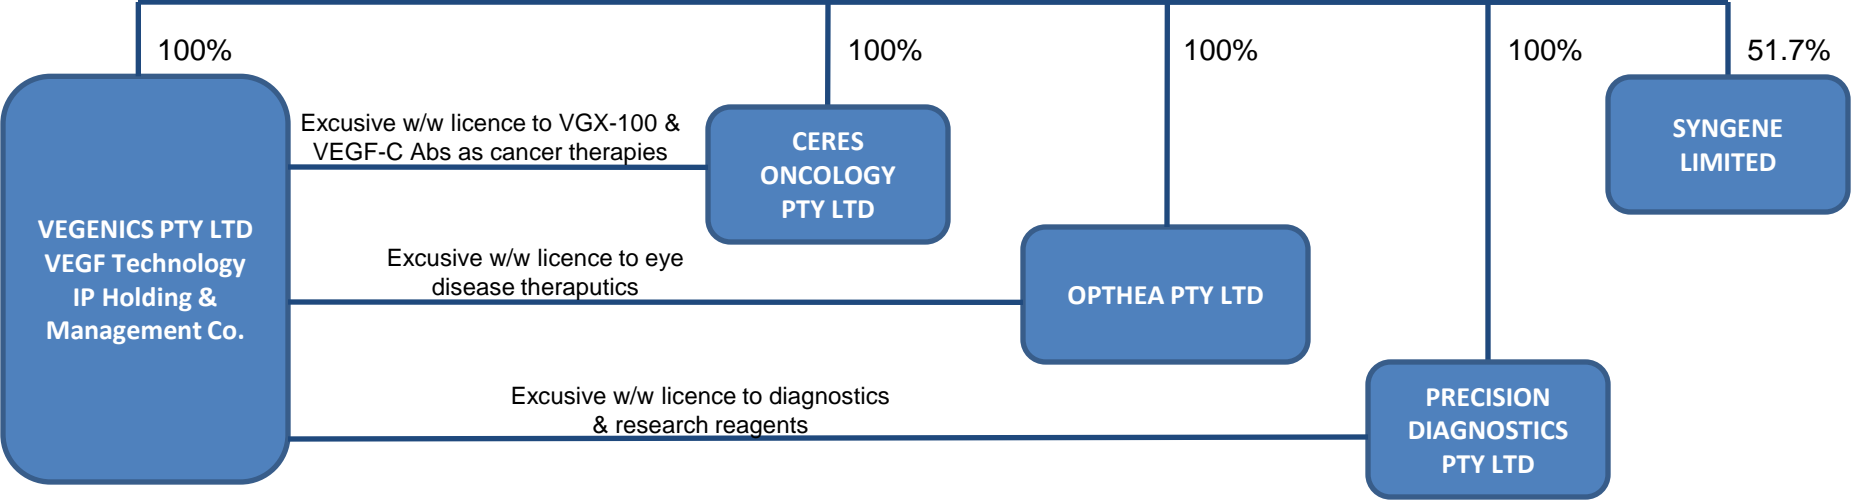 100%
100%
100%
100%
51.7%
Excusive w/w licence to VGX-100 &
VEGF-C Abs as cancer therapies
CERES
ONCOLOGY
PTY LTD
SYNGENE
LIMITED
VEGENICS PTY LTD
VEGF Technology
IP Holding &
Management Co.
Excusive w/w licence to eye
disease theraputics
OPTHEA PTY LTD
Excusive w/w licence to diagnostics
& research reagents
PRECISION
DIAGNOSTICS
PTY LTD